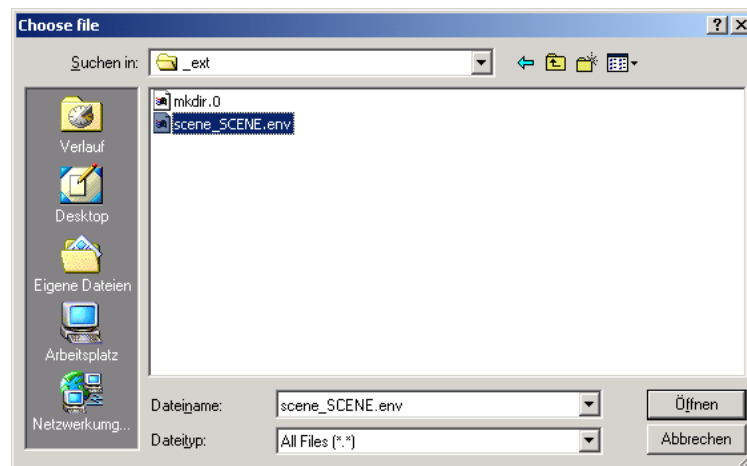 Choose file
Suchen in: _ext
mkdir.0
scene_SCENE.env
Verlauf
Desktop
Eigene Dateien
Arbeitsplatz
Netzwerkumg...
Dateiname: scene_SCENE.env Öffnen
Dateityp: All Files (*.*) Abbrechen